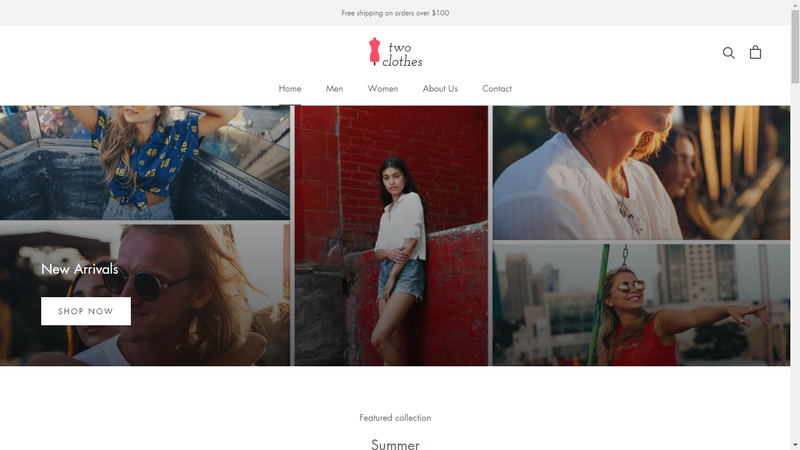 Free shipping on orders over $100
two
clothes
Home
Men
Women
About Us
Contact
New Arrivals
SHOP NOW
Featured collection
Summer